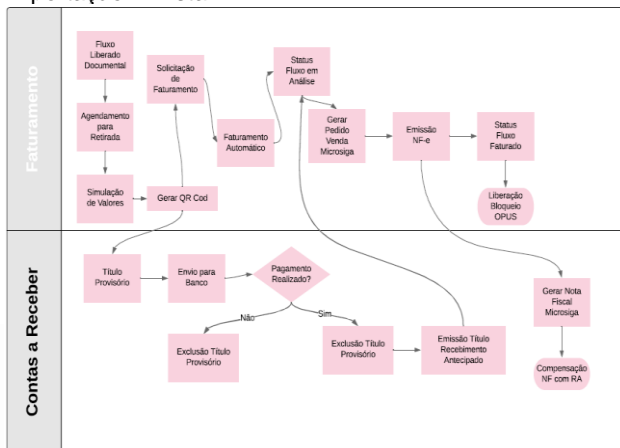 Faturamento
Fluxo
Liberado
Documental
Agendamento
para
Retirada
Simulação
de Valores
Gerar QR Cod
Solicitação
de
Faturamento
Faturamento
Automático
Status
Fluxo em
Análise
Gerar
Pedido
Venda
Microsiga
Emissão
NF-e
Status
Fluxo
Faturado
Liberação
Bloqueio
OPUS
Contas a Receber
Título
Provisório
Envio para
Banco
Pagamento
Realizado?
Não
Sim
Exclusão Título
Provisório
Exclusão Título
Provisório
Emissão Título
Recebimento
Antecipado
Gerar Nota
Fiscal
Microsiga
Compensação
NF com RA